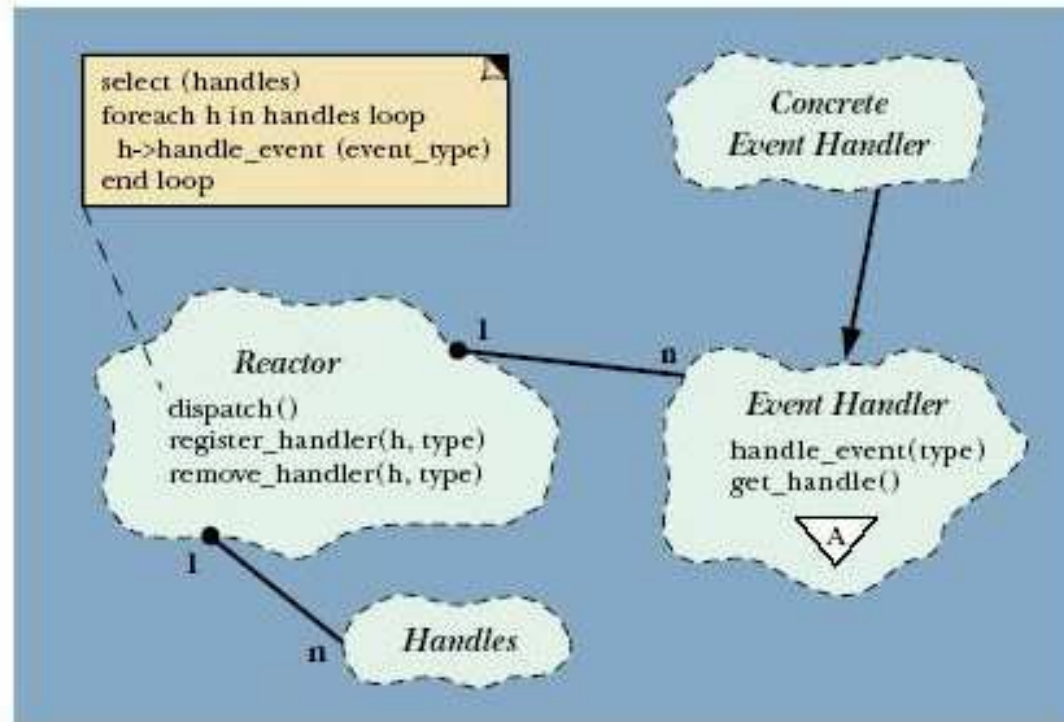 select (handles)
foreach h in handles loop
h->handle_event (event_type)
end loop
Concrete
Event Handler
1
n
Reactor
dispatch()
register_handler(h, type)
remove_handler(h, type)
Event Handler
handle_event(type)
get_handle()
A
1
n
Handles